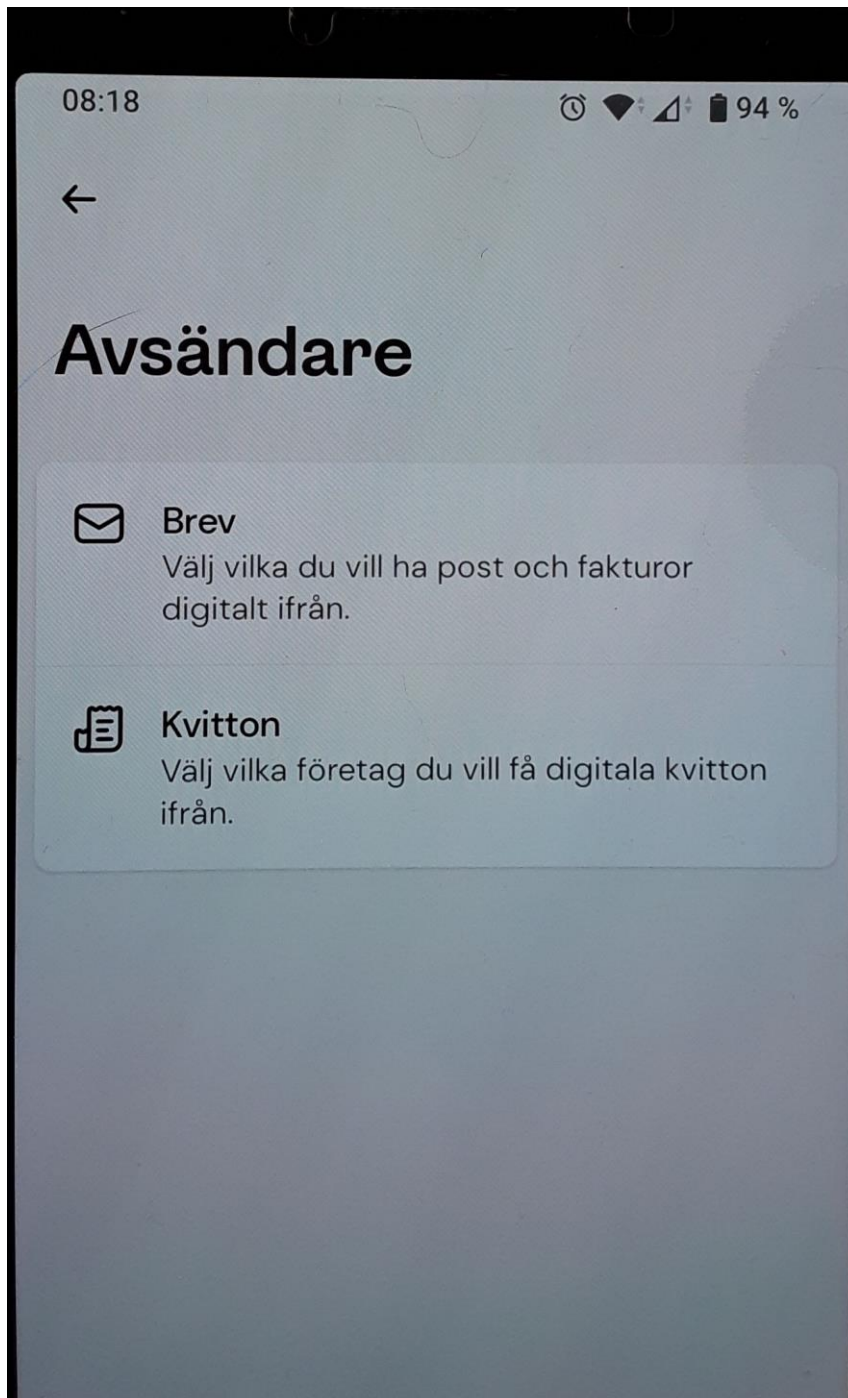 08:18
94 %
Avsändare
Brev
Välj vilka du vill ha post och fakturor
digitalt ifrån.
Kvitton
Välj vilka företag du vill få digitala kvitton
ifrån.